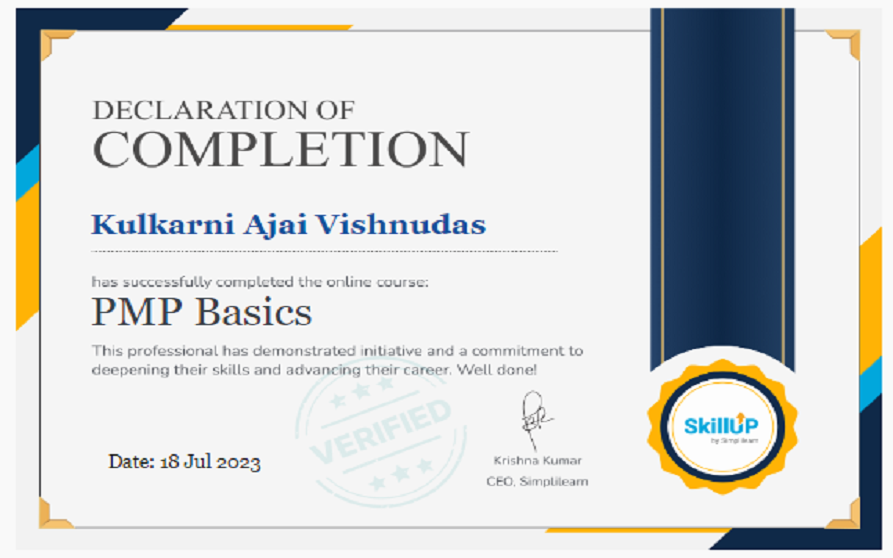 DECLARATION OF
COMPLETION
Kulkarni Ajai Vishnudas
has successfully completed the online course:
PMP Basics
This professional has demonstrated initiative and a commitment to
deepening their skills and advancing their career. Well done!
VERIFIED
Date: 18 Jul 2023
Krishna Kumar
CEO, Simplilearn
SkillUP
by Simplilearn